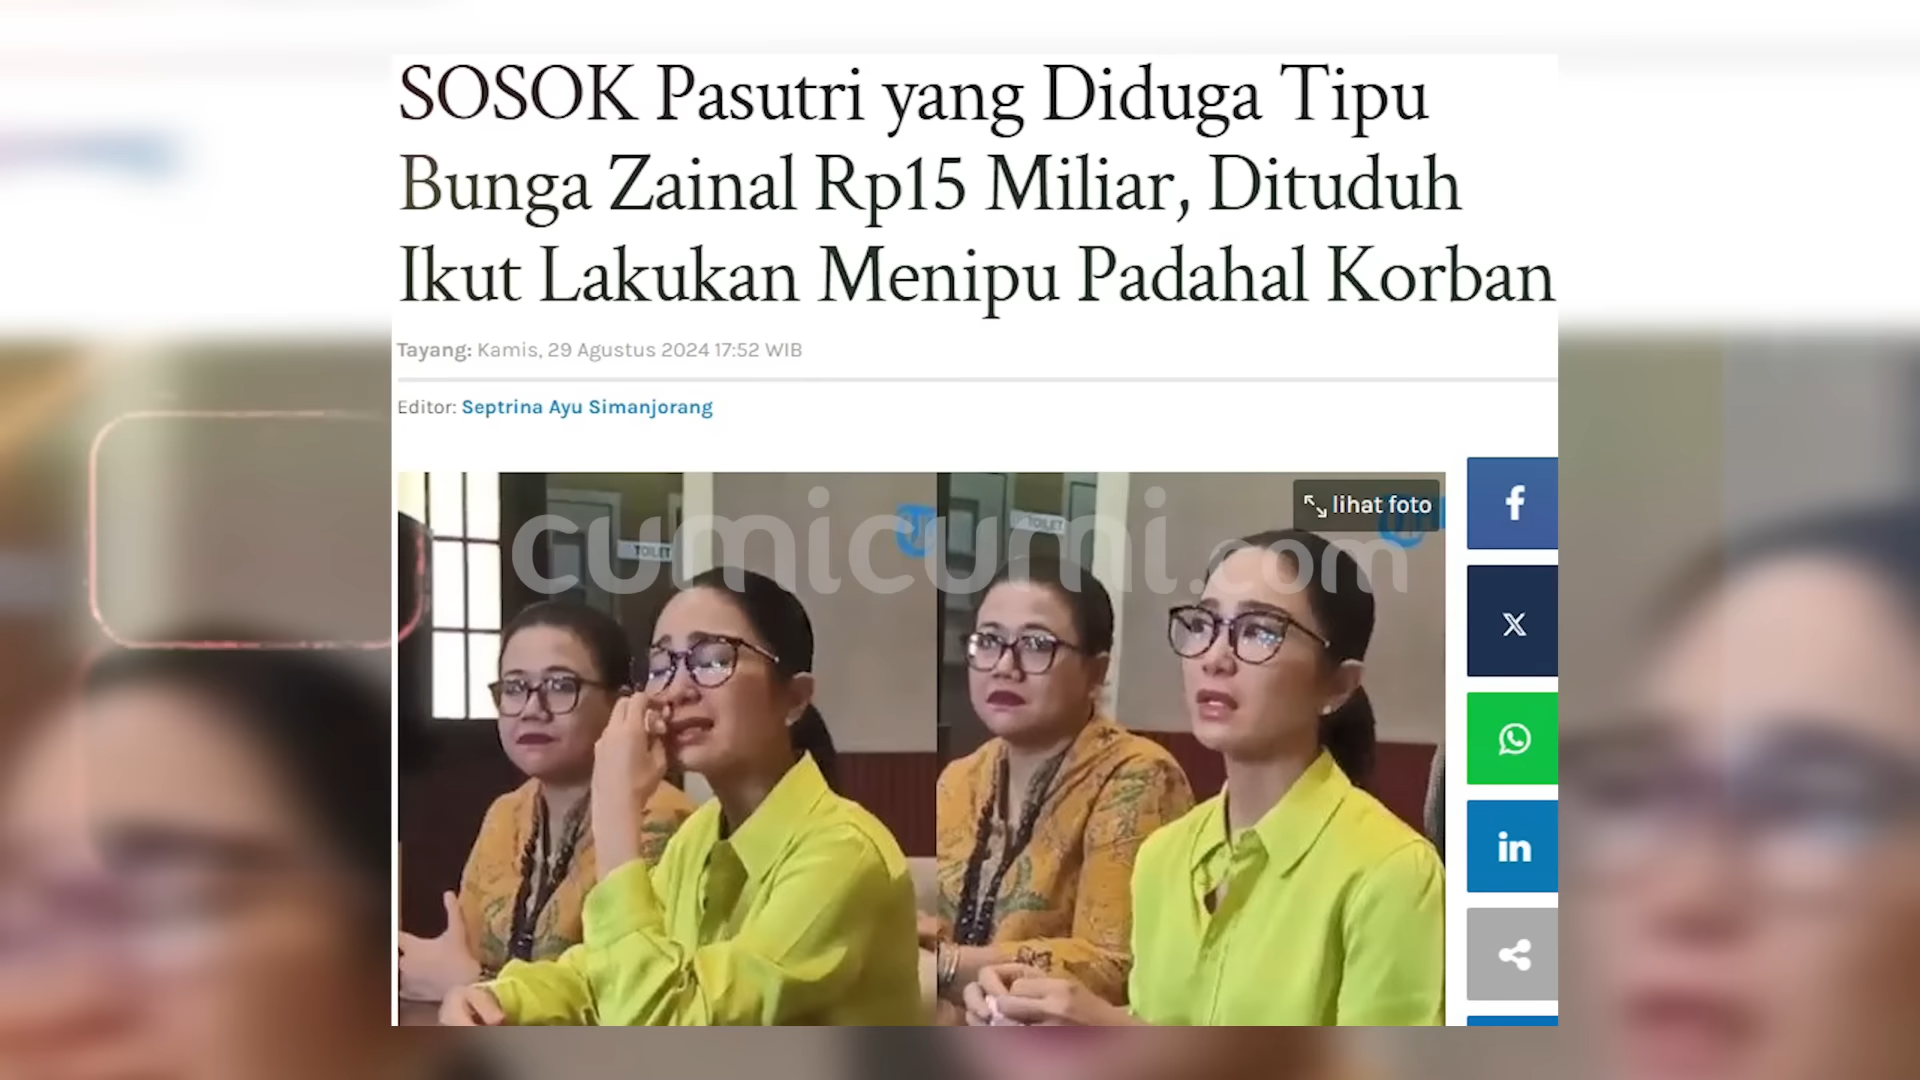 SOSOK Pasutri yang Diduga Tipu
Bunga Zainal Rp15 Miliar, Dituduh
Ikut Lakukan Menipu Padahal Korban
Tayang: Kamis, 29 Agustus 2024 17:52 WIB
Editor: Septrina Ayu Simanjorang
lihat foto
cumicumi.com
TOILET
TOILET
f
X
in